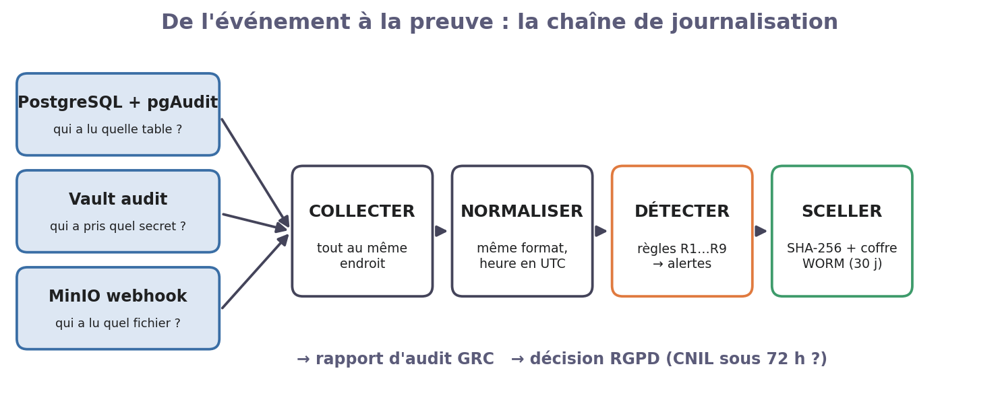 De l'événement à la preuve : la chaîne de journalisation
PostgreSQL + pgAudit
qui a lu quelle table ?
Vault audit
qui a pris quel secret ?
MinIO webhook
qui a lu quel fichier ?
COLLECTER
tout au même
endroit
NORMALISER
même format,
heure en UTC
DÉTECTER
règles R1…R9
→ alertes
SCELLER
SHA-256 + coffre
WORM (30 j)
→ rapport d'audit GRC   → décision RGPD (CNIL sous 72 h ?)